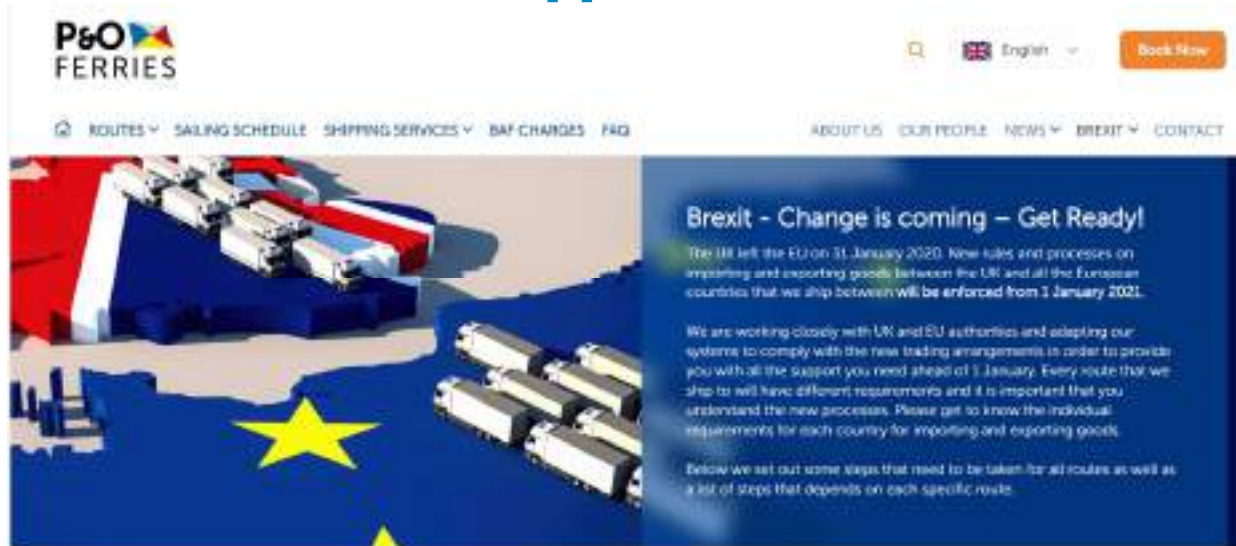 P&O
FERRIES
English
Book Now
ROUTES
SAILING SCHEDULE
SHIPPING SERVICES
BAF CHARGES
FAQ
ABOUT US
OUR PEOPLE
NEWS
BREXIT
CONTACT
Brexit - Change is coming – Get Ready!
The UK left the EU on 31 January 2020. New rules and processes on
importing and exporting goods between the UK and all the European
countries that we ship between will be enforced from 1 January 2021.
We are working closely with UK and EU authorities and adapting our
systems to comply with the new trading arrangements in order to provide
you with all the support you need ahead of 1 January. Every route that we
ship to will have different requirements and it is important that you
understand the new processes. Please get to know the individual
requirements for each country for importing and exporting goods.
Below we set out some steps that need to be taken for all routes as well as
a list of steps that depends on each specific route.